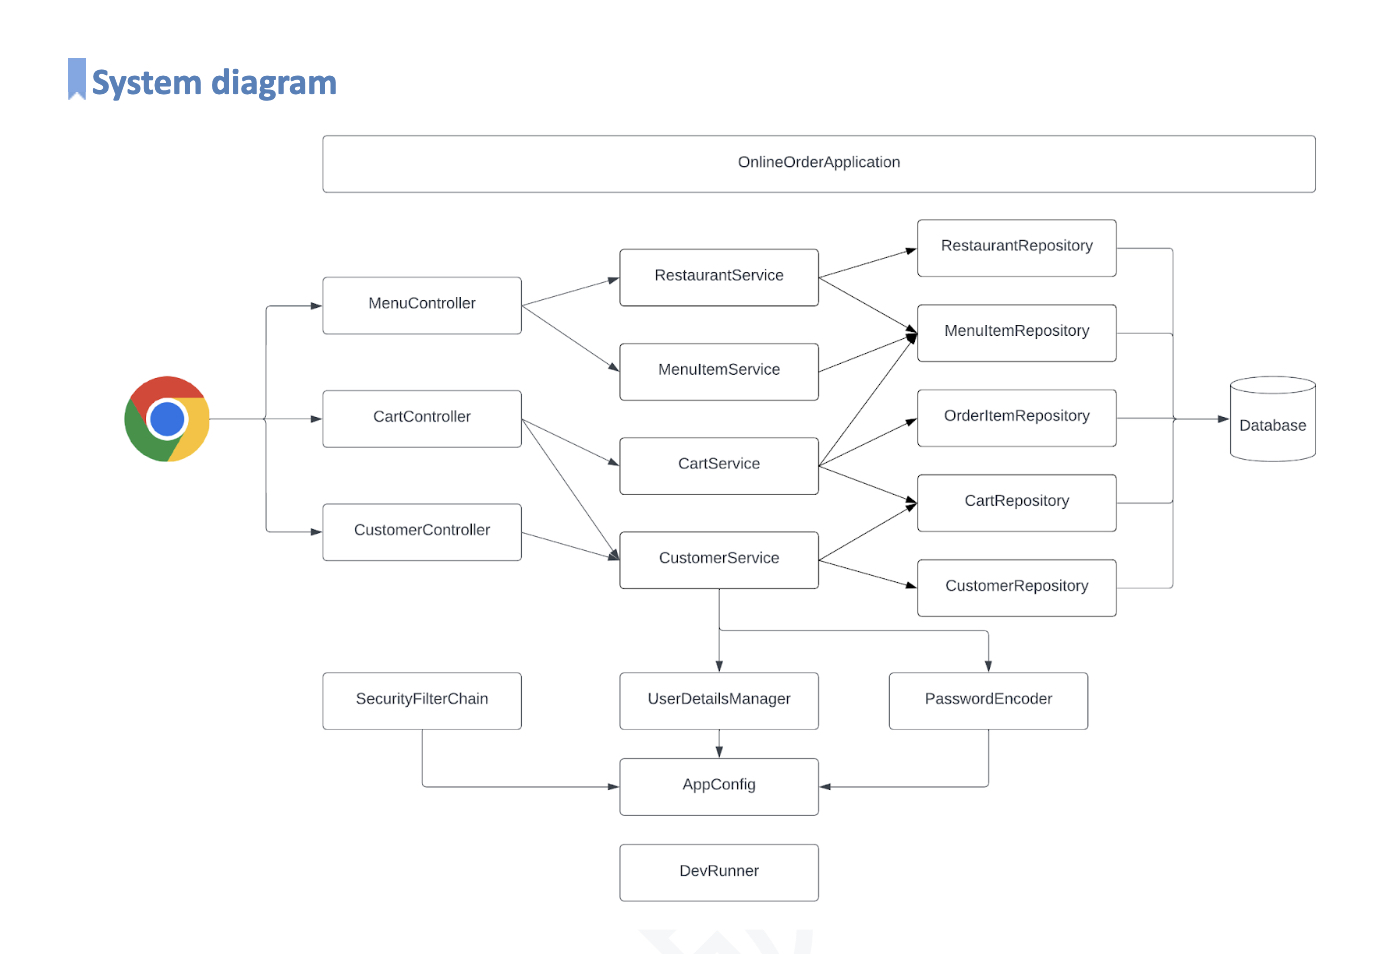 System diagram
OnlineOrderApplication
RestaurantRepository
RestaurantService
MenuController
MenuItemRepository
MenuItemService
CartController
OrderItemRepository
Database
CartService
CartRepository
CustomerController
CustomerService
CustomerRepository
SecurityFilterChain
UserDetailsManager
PasswordEncoder
AppConfig
DevRunner